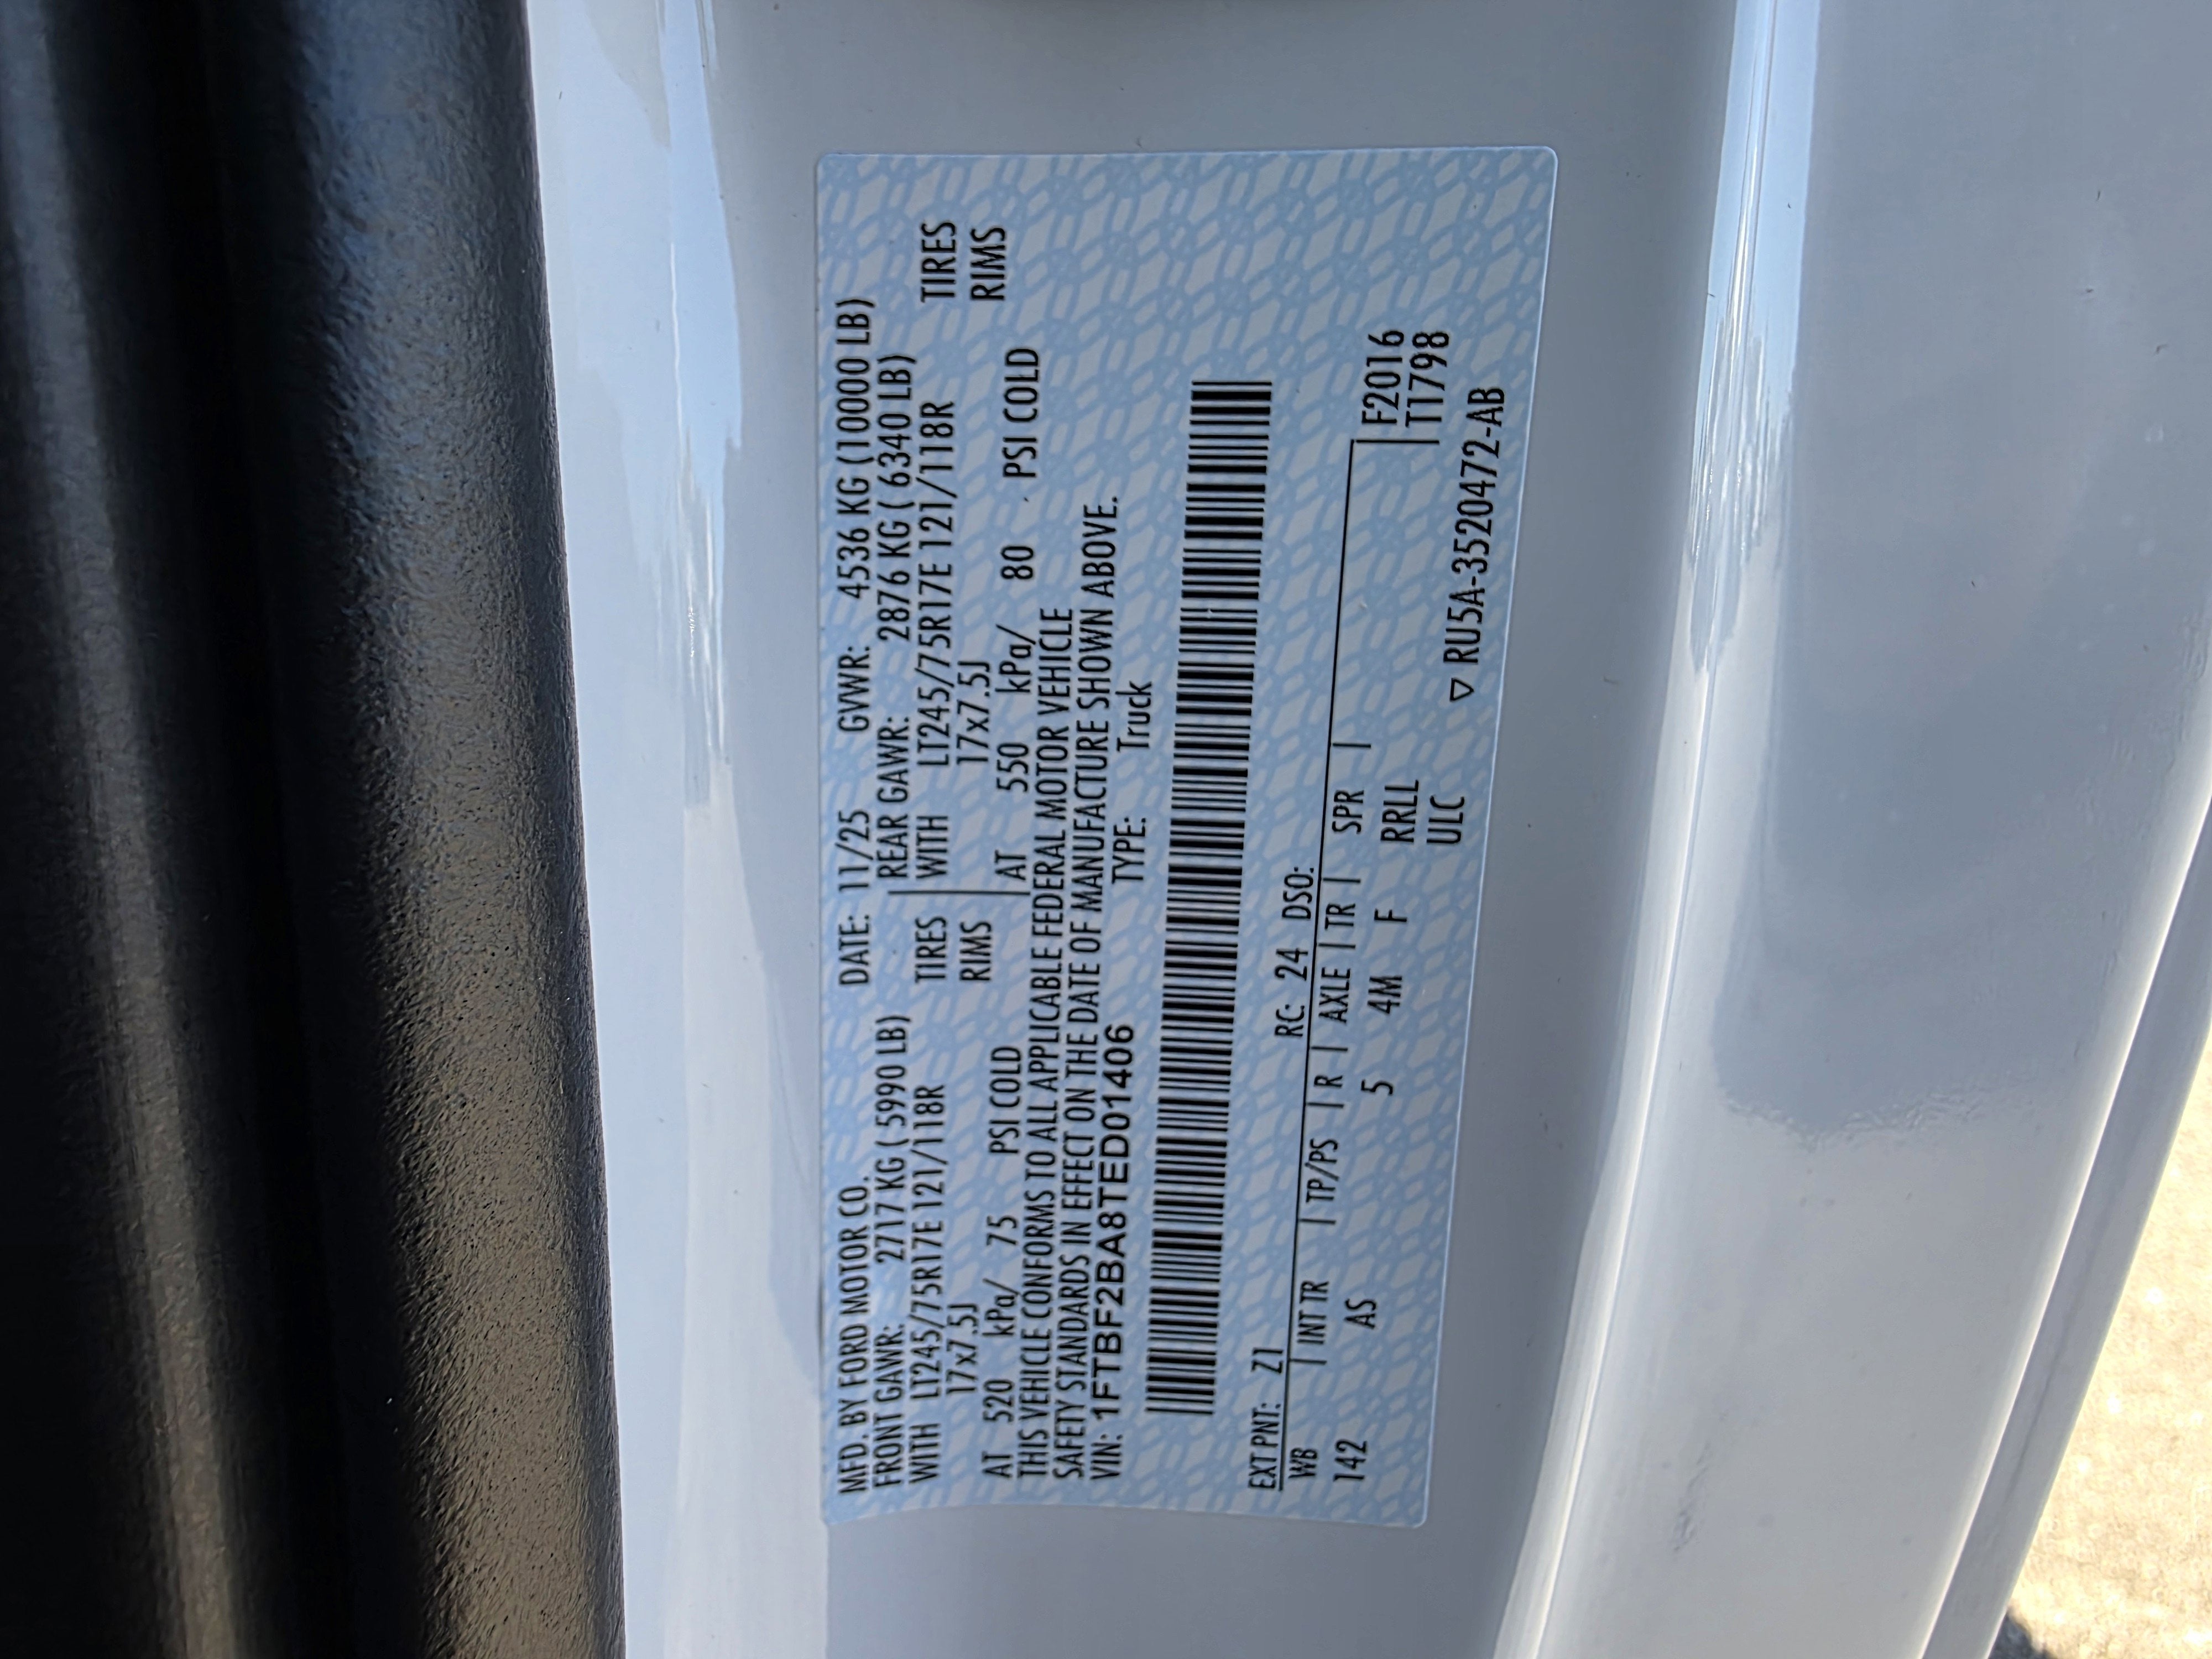 MFD. BY FORD MOTOR CO. DATE: 11/25 GVWR: 4536 KG (10000 LB)
FRONT GAWR: 2717 KG ( 5990 LB) REAR GAWR: 2876 KG ( 6340 LB)
WITH LT245/75R17E 121/118R TIRES WITH LT245/75R17E 121/118R TIRES
17x7.5J RIMS 17x7.5J RIMS
AT 520 kPa/ 75 PSI COLD AT 550 kPa/ 80 PSI COLD
THIS VEHICLE CONFORMS TO ALL APPLICABLE FEDERAL MOTOR VEHICLE
SAFETY STANDARDS IN EFFECT ON THE DATE OF MANUFACTURE SHOWN ABOVE.
VIN: 1FTBF2BA8TED01406 TYPE: Truck
EXT PNT: Z1 RC: 24 DSO:
WB | INT TR | TP/PS | R | AXLE | TR | SPR | F2016
142 AS 5 4M F RRLL T1798
ULC
▽ RU5A-3520472-AB